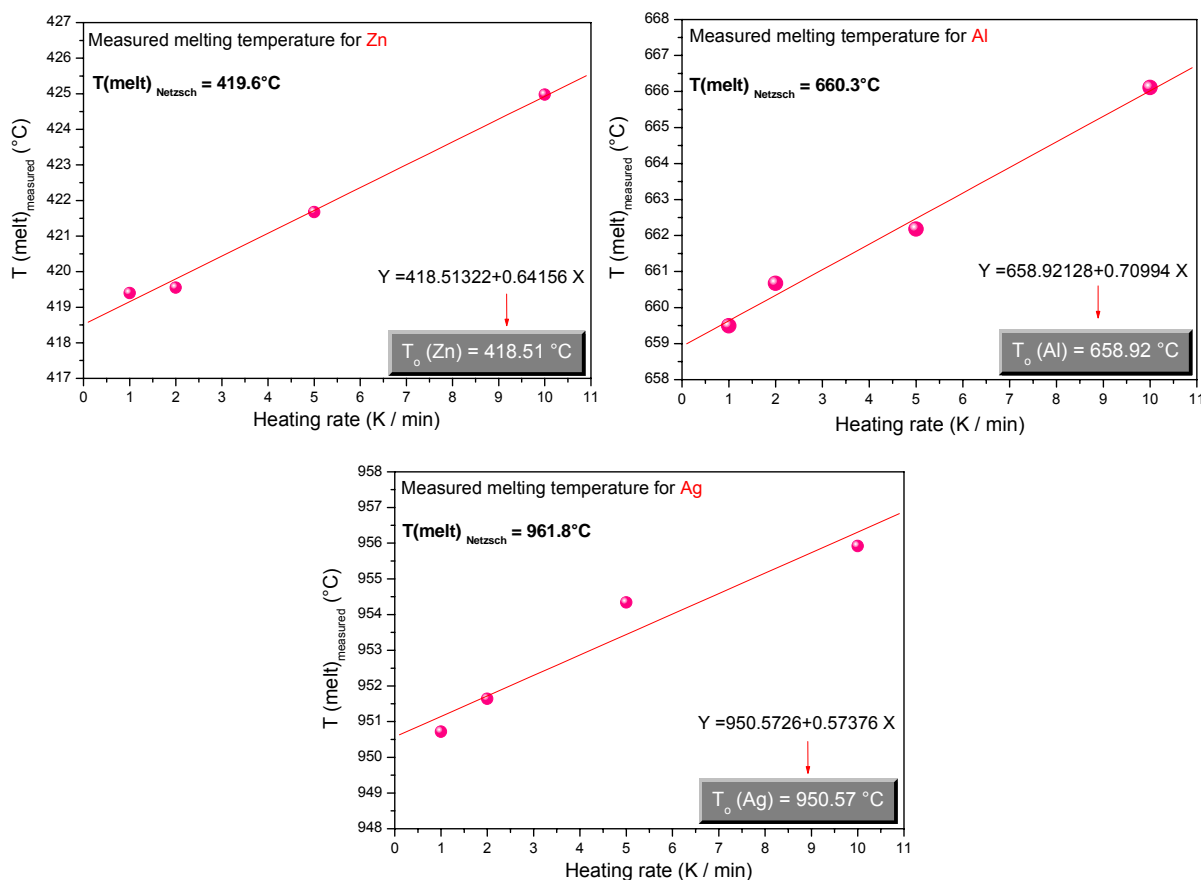 Measured melting temperature for Zn
T(melt) Netzsch = 419.6°C
T (melt)measured (°C)
427
426
425
424
423
422
421
420
419
418
417
Y =418.51322+0.64156 X
To (Zn) = 418.51 °C
0 1 2 3 4 5 6 7 8 9 10 11
Heating rate (K / min)
Measured melting temperature for Al
T(melt) Netzsch = 660.3°C
T (melt)measured (°C)
668
667
666
665
664
663
662
661
660
659
658
Y =658.92128+0.70994 X
To (Al) = 658.92 °C
0 1 2 3 4 5 6 7 8 9 10 11
Heating rate (K / min)
Measured melting temperature for Ag
T(melt) Netzsch = 961.8°C
T (melt)measured (°C)
958
957
956
955
954
953
952
951
950
949
948
Y =950.5726+0.57376 X
To (Ag) = 950.57 °C
0 1 2 3 4 5 6 7 8 9 10 11
Heating rate (K / min)